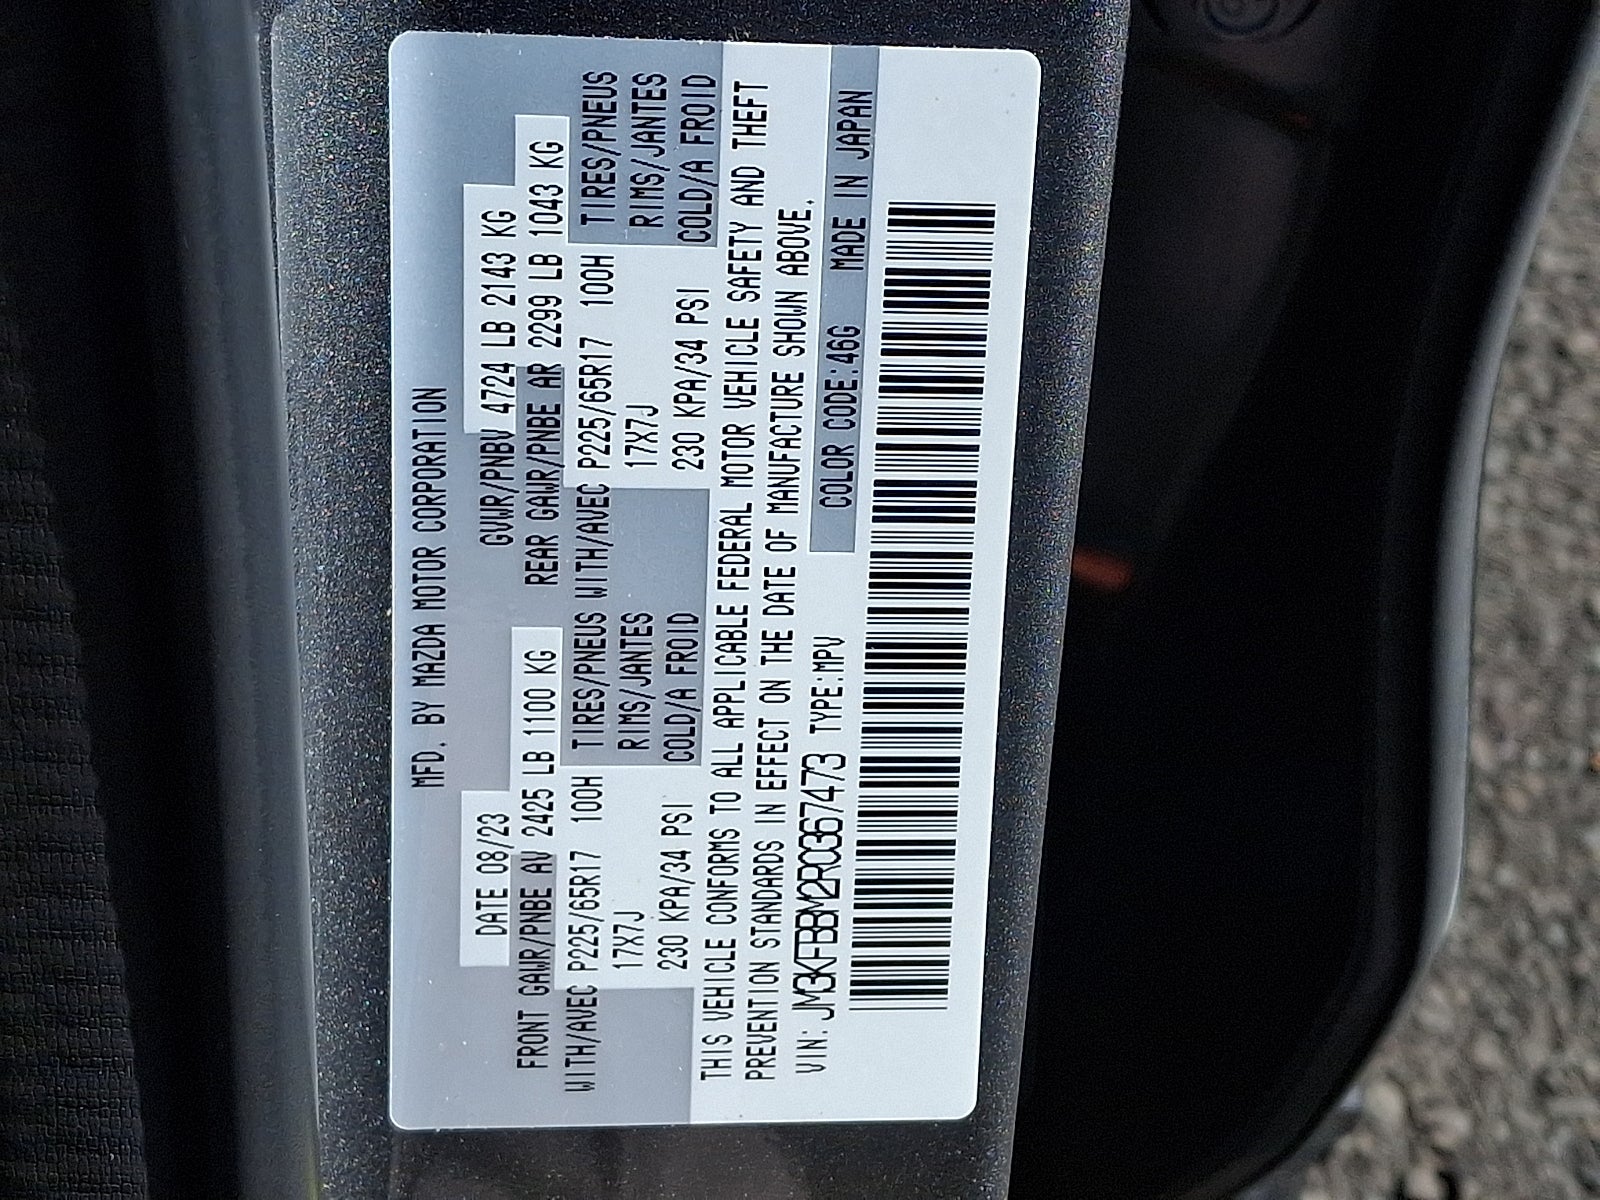 MFD. BY MAZDA MOTOR CORPORATION
DATE 08/23 GVWR/PNBV 4724 LB 2143 KG
FRONT GAWR/PNBE AV 2425 LB 1100 KG REAR GAWR/PNBE AR 2299 LB 1043 KG
WITH/AVEC P225/65R17 100H TIRES/PNEUS WITH/AVEC P225/65R17 100H TIRES/PNEUS
17X7J RIMS/JANTES 17X7J RIMS/JANTES
230 KPA/34 PSI COLD/A FROID 230 KPA/34 PSI COLD/A FROID
THIS VEHICLE CONFORMS TO ALL APPLICABLE FEDERAL MOTOR VEHICLE SAFETY AND THEFT
PREVENTION STANDARDS IN EFFECT ON THE DATE OF MANUFACTURE SHOWN ABOVE.
VIN: JM3KFBBM2R0367473 TYPE:MPV COLOR CODE:46G MADE IN JAPAN